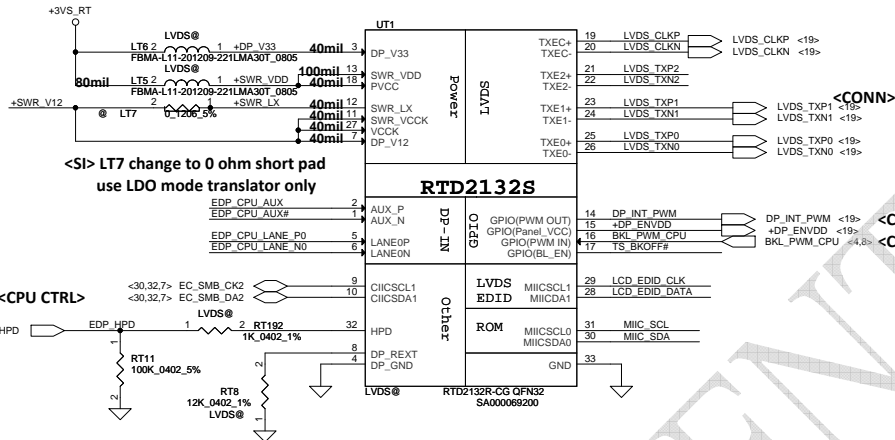 +3VS_RT
UT1
LVDS@
LT6 2 1 +DP_V33 40mil 3 DP_V33
FBMA-L11-201209-221LMA30T_0805
LVDS@
80mil LT5 2 1 +SWR_VDD 100mil 13 SWR_VDD
40mil 18 PVCC
FBMA-L11-201209-221LMA30T_0805
+SWR_V12 2 1 +SWR_LX 40mil 12 SWR_LX
@ LT7 0_1206_5%
40mil 11 SWR_VCCK
40mil 27 VCCK
40mil 7 DP_V12
Power
LVDS
TXEC+ 19 LVDS_CLKP LVDS_CLKP <19>
TXEC- 20 LVDS_CLKN LVDS_CLKN <19>
TXE2+ 21 LVDS_TXP2
TXE2- 22 LVDS_TXN2
<CONN>
TXE1+ 23 LVDS_TXP1 LVDS_TXP1 <19>
TXE1- 24 LVDS_TXN1 LVDS_TXN1 <19>
TXE0+ 25 LVDS_TXP0 LVDS_TXP0 <19>
TXE0- 26 LVDS_TXN0 LVDS_TXN0 <19>
<SI> LT7 change to 0 ohm short pad
use LDO mode translator only
RTD2132S
EDP_CPU_AUX 2 AUX_P
EDP_CPU_AUX# 1 AUX_N
EDP_CPU_LANE_P0 5 LANE0P
EDP_CPU_LANE_N0 6 LANE0N
DP-IN
GPIO
GPIO(PWM OUT) 14 DP_INT_PWM DP_INT_PWM <19> <C
GPIO(Panel_VCC) 15 +DP_ENVDD +DP_ENVDD <19>
GPIO(PWM IN) 16 BKL_PWM_CPU BKL_PWM_CPU <4,8> <C
GPIO(BL_EN) 17 TS_BKOFF#
<30,32,7> EC_SMB_CK2 9 CIICSCL1
<30,32,7> EC_SMB_DA2 10 CIICSDA1
Other
LVDS
EDID
MIICSCL1 29 LCD_EDID_CLK
MIICDA1 28 LCD_EDID_DATA
<CPU CTRL>
HPD EDP_HPD 1 2 RT192 32 HPD
LVDS@
1K_0402_1%
ROM
MIICSCL0 31 MIIC_SCL
MIICSDA0 30 MIIC_SDA
1
RT11
100K_0402_5%
2
8 DP_REXT
4 DP_GND
GND 33
2
RT8
12K_0402_1%
LVDS@
1
LVDS@ RTD2132R-CG QFN32
SA000069200